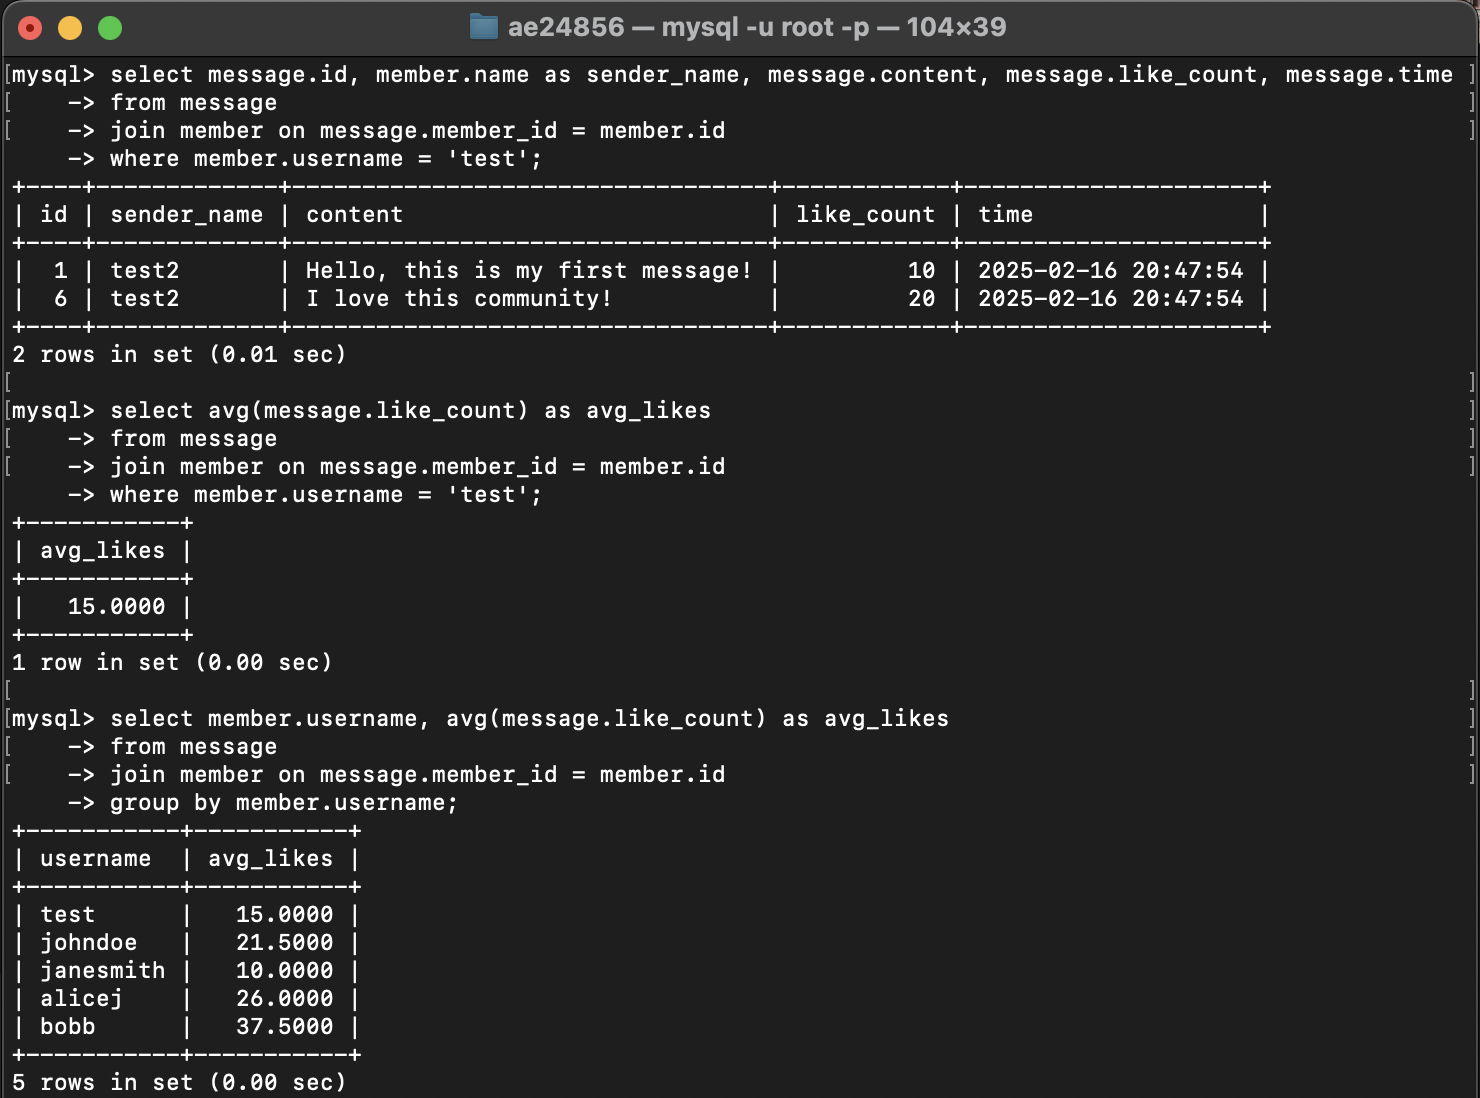 ae24856 — mysql -u root -p — 104×39
mysql> select message.id, member.name as sender_name, message.content, message.like_count, message.time
    -> from message
    -> join member on message.member_id = member.id
    -> where member.username = 'test';
+----+-------------+----------------------------------+------------+---------------------+
| id | sender_name | content                          | like_count | time                |
+----+-------------+----------------------------------+------------+---------------------+
|  1 | test2       | Hello, this is my first message! |         10 | 2025-02-16 20:47:54 |
|  6 | test2       | I love this community!           |         20 | 2025-02-16 20:47:54 |
+----+-------------+----------------------------------+------------+---------------------+
2 rows in set (0.01 sec)
mysql> select avg(message.like_count) as avg_likes
    -> from message
    -> join member on message.member_id = member.id
    -> where member.username = 'test';
+-----------+
| avg_likes |
+-----------+
|   15.0000 |
+-----------+
1 row in set (0.00 sec)
mysql> select member.username, avg(message.like_count) as avg_likes
    -> from message
    -> join member on message.member_id = member.id
    -> group by member.username;
+-----------+-----------+
| username  | avg_likes |
+-----------+-----------+
| test      |   15.0000 |
| johndoe   |   21.5000 |
| janesmith |   10.0000 |
| alicej    |   26.0000 |
| bobb      |   37.5000 |
+-----------+-----------+
5 rows in set (0.00 sec)